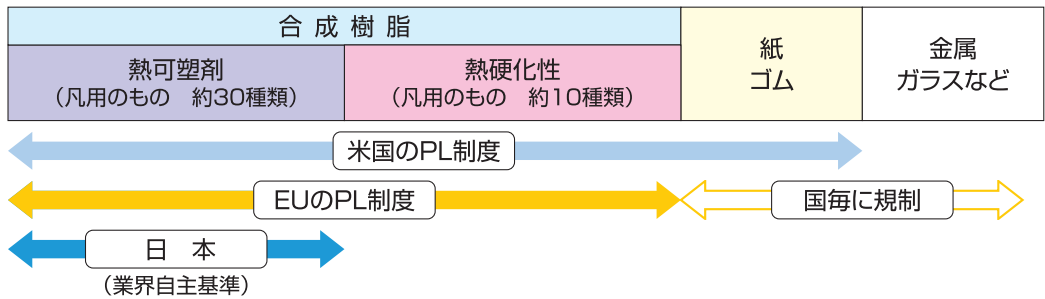 合成樹脂
熱可塑剤
（凡用のもの　約30種類）
熱硬化性
（凡用のもの　約10種類）
紙
ゴム
金属
ガラスなど
米国のPL制度
EUのPL制度
国毎に規制
日　本
（業界自主基準）